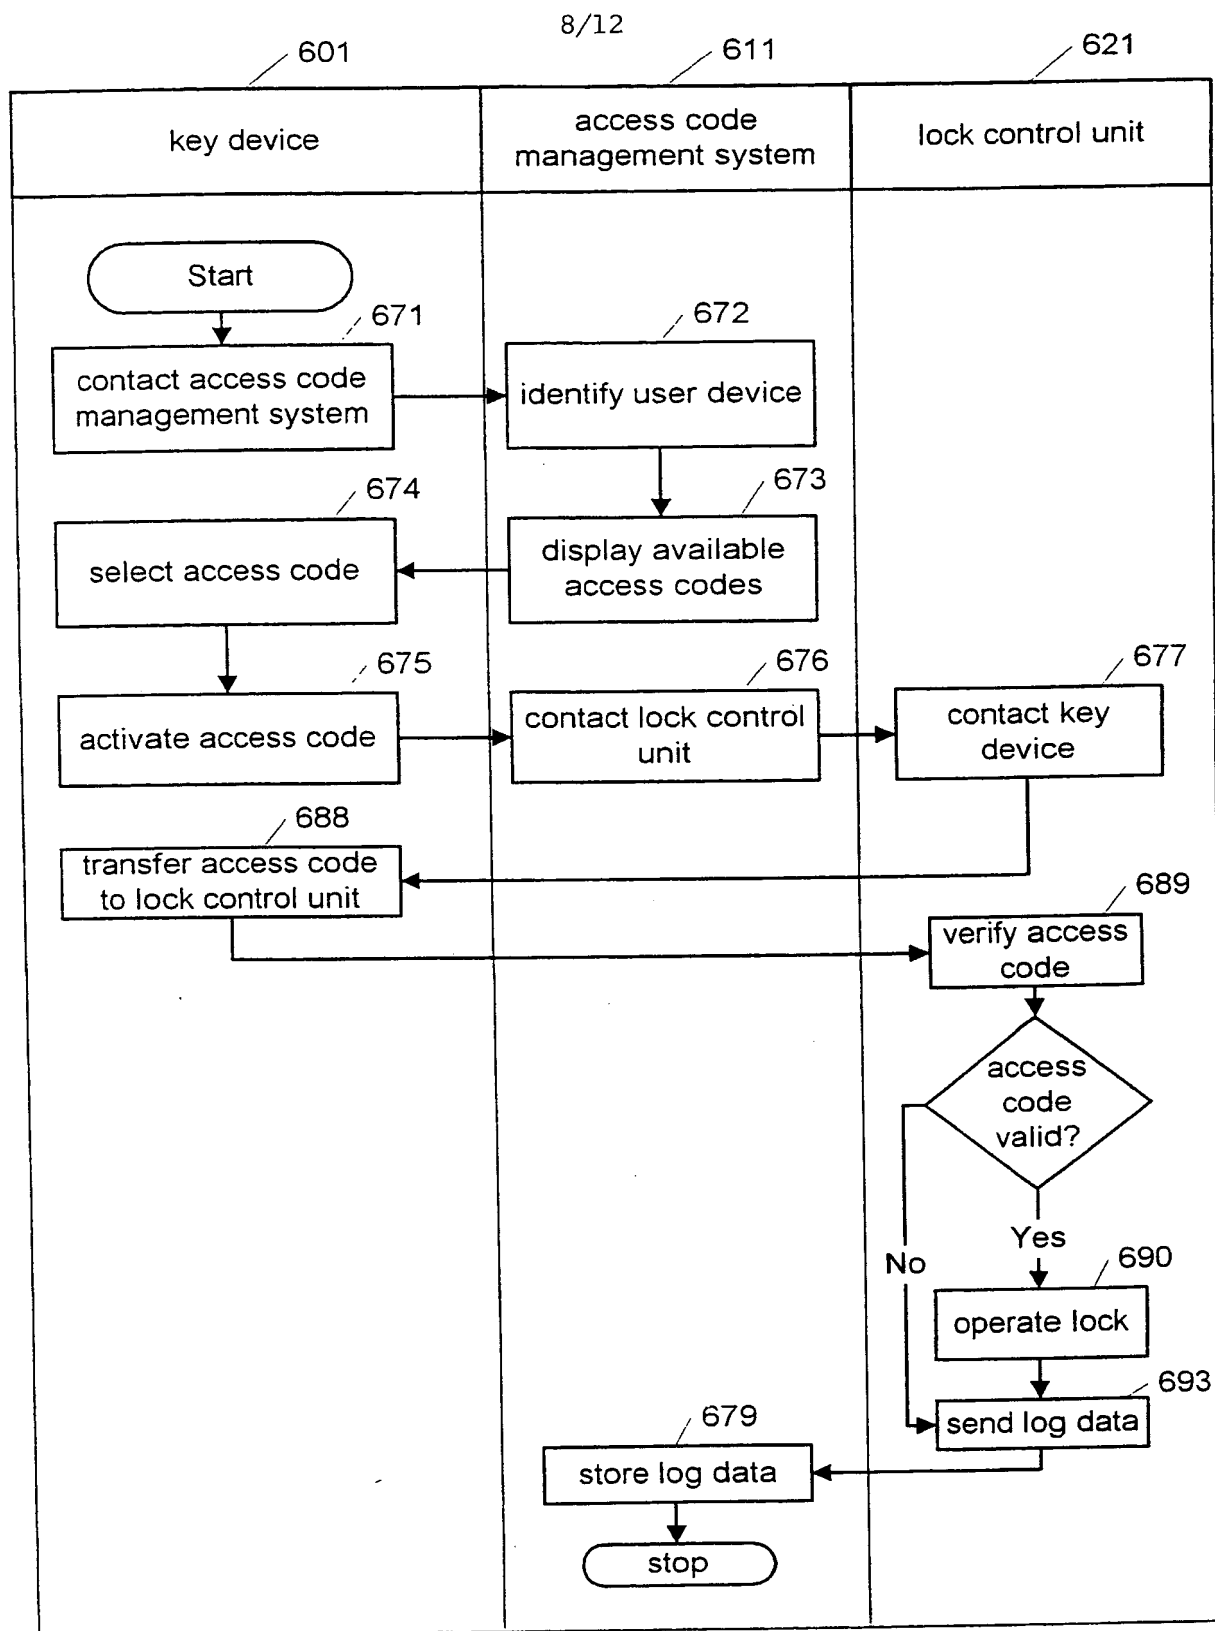 8/12
601
611
621
key device
access code
management system
lock control unit
Start
671
672
contact access code
management system
identify user device
674
673
select access code
display available
access codes
675
676
677
activate access code
contact lock control
unit
contact key
device
688
transfer access code
to lock control unit
689
verify access
code
access
code
valid?
Yes
No
690
operate lock
693
send log data
679
store log data
stop